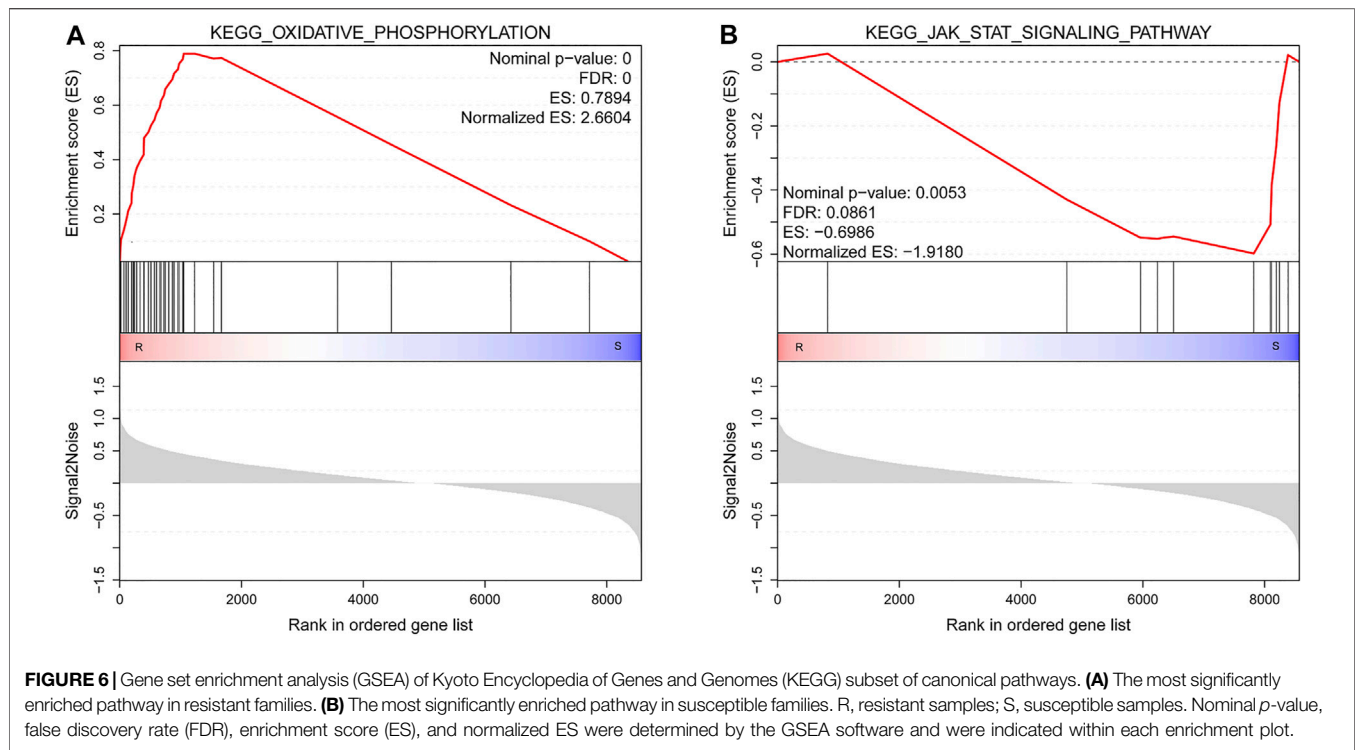 A
KEGG_OXIDATIVE_PHOSPHORYLATION
Nominal p-value: 0
FDR: 0
ES: 0.7894
Normalized ES: 2.6604
Enrichment score (ES)
0.8
0.6
0.4
0.2
R
S
Signal2Noise
1.5
1.0
0.5
0
−0.5
−1.5
0 2000 4000 6000 8000
Rank in ordered gene list
B
KEGG_JAK_STAT_SIGNALING_PATHWAY
Enrichment score (ES)
0.0
−0.2
−0.4
−0.6
Nominal p-value: 0.0053
FDR: 0.0861
ES: −0.6986
Normalized ES: −1.9180
R
S
Signal2Noise
1.5
1.0
0.5
0
−0.5
−1.5
0 2000 4000 6000 8000
Rank in ordered gene list
FIGURE 6 | Gene set enrichment analysis (GSEA) of Kyoto Encyclopedia of Genes and Genomes (KEGG) subset of canonical pathways. (A) The most significantly
enriched pathway in resistant families. (B) The most significantly enriched pathway in susceptible families. R, resistant samples; S, susceptible samples. Nominal p-value,
false discovery rate (FDR), enrichment score (ES), and normalized ES were determined by the GSEA software and were indicated within each enrichment plot.